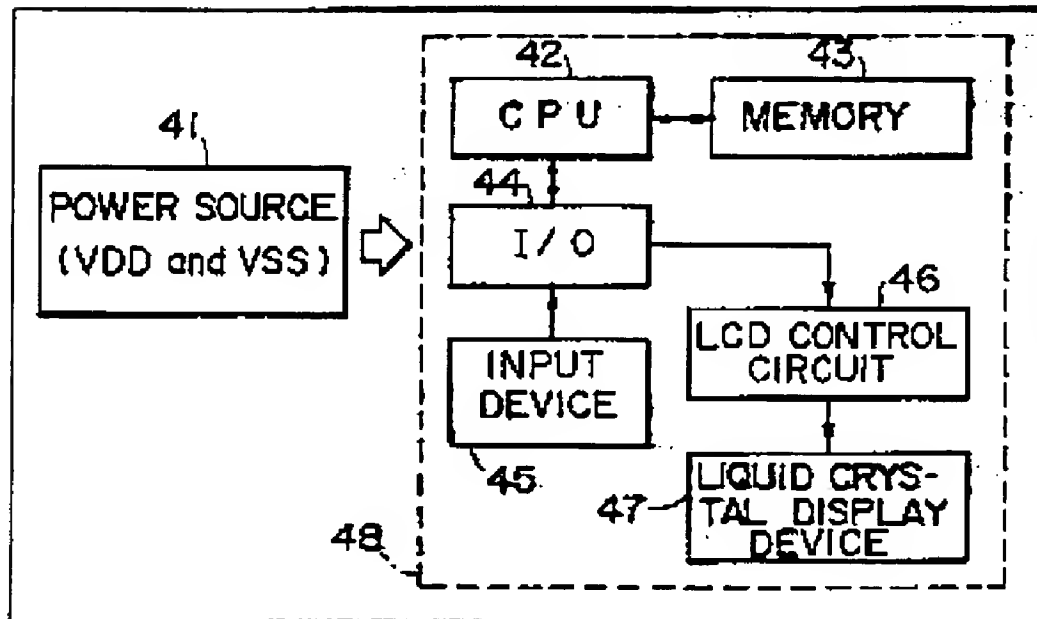 42
43
CPU
MEMORY
41
POWER SOURCE
(VDD and VSS)
44
I/O
46
LCD CONTROL
CIRCUIT
INPUT
DEVICE
45
LIQUID CRYS-
TAL DISPLAY
DEVICE
47
48